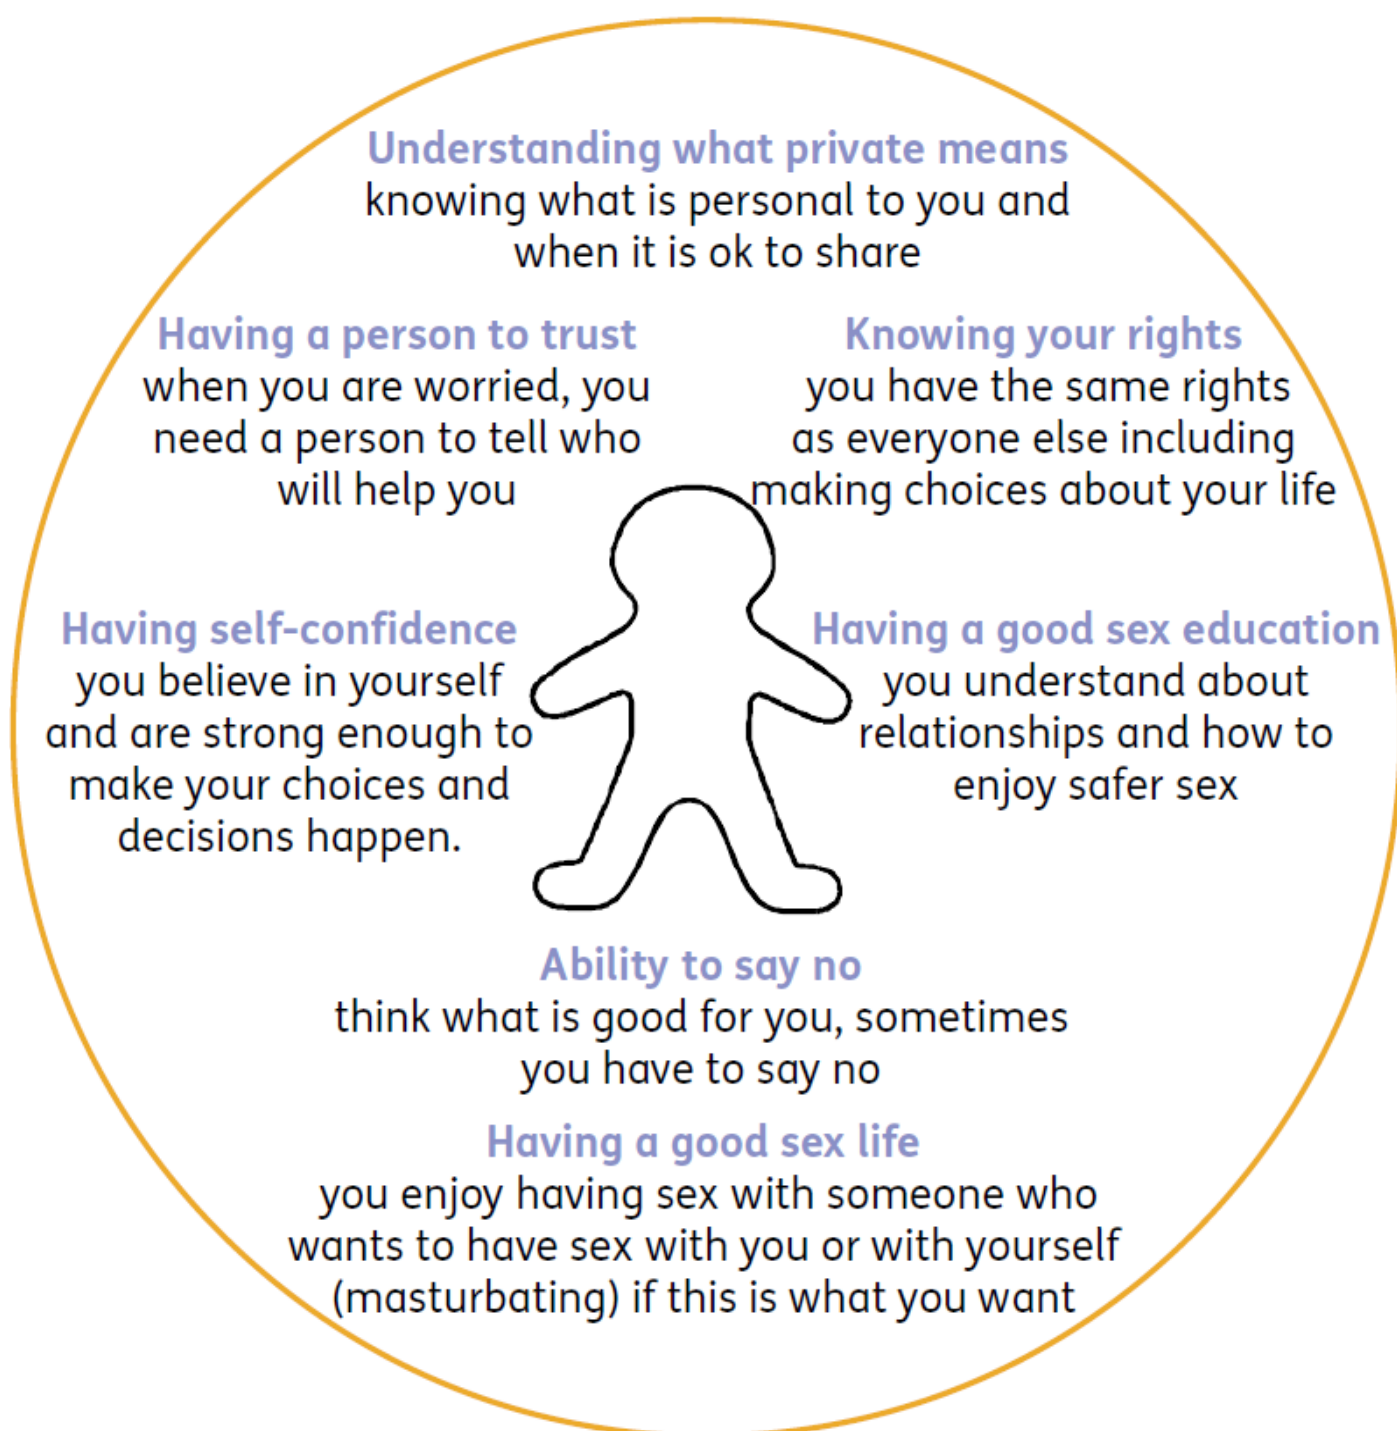 Understanding what private means
knowing what is personal to you and
when it is ok to share
Having a person to trust
when you are worried, you
need a person to tell who
will help you
Knowing your rights
you have the same rights
as everyone else including
making choices about your life
Having self-confidence
you believe in yourself
and are strong enough to
make your choices and
decisions happen.
Having a good sex education
you understand about
relationships and how to
enjoy safer sex
Ability to say no
think what is good for you, sometimes
you have to say no
Having a good sex life
you enjoy having sex with someone who
wants to have sex with you or with yourself
(masturbating) if this is what you want